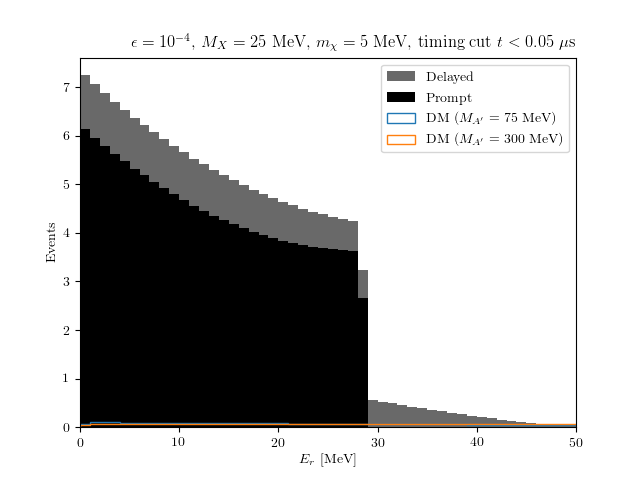 ϵ = 10⁻⁴, M_X = 25 MeV, m_χ = 5 MeV, timing cut t < 0.05 μs
Delayed
Prompt
DM (M_A′ = 75 MeV)
DM (M_A′ = 300 MeV)
Events
7
6
5
4
3
2
1
0
0 10 20 30 40 50
E_r [MeV]